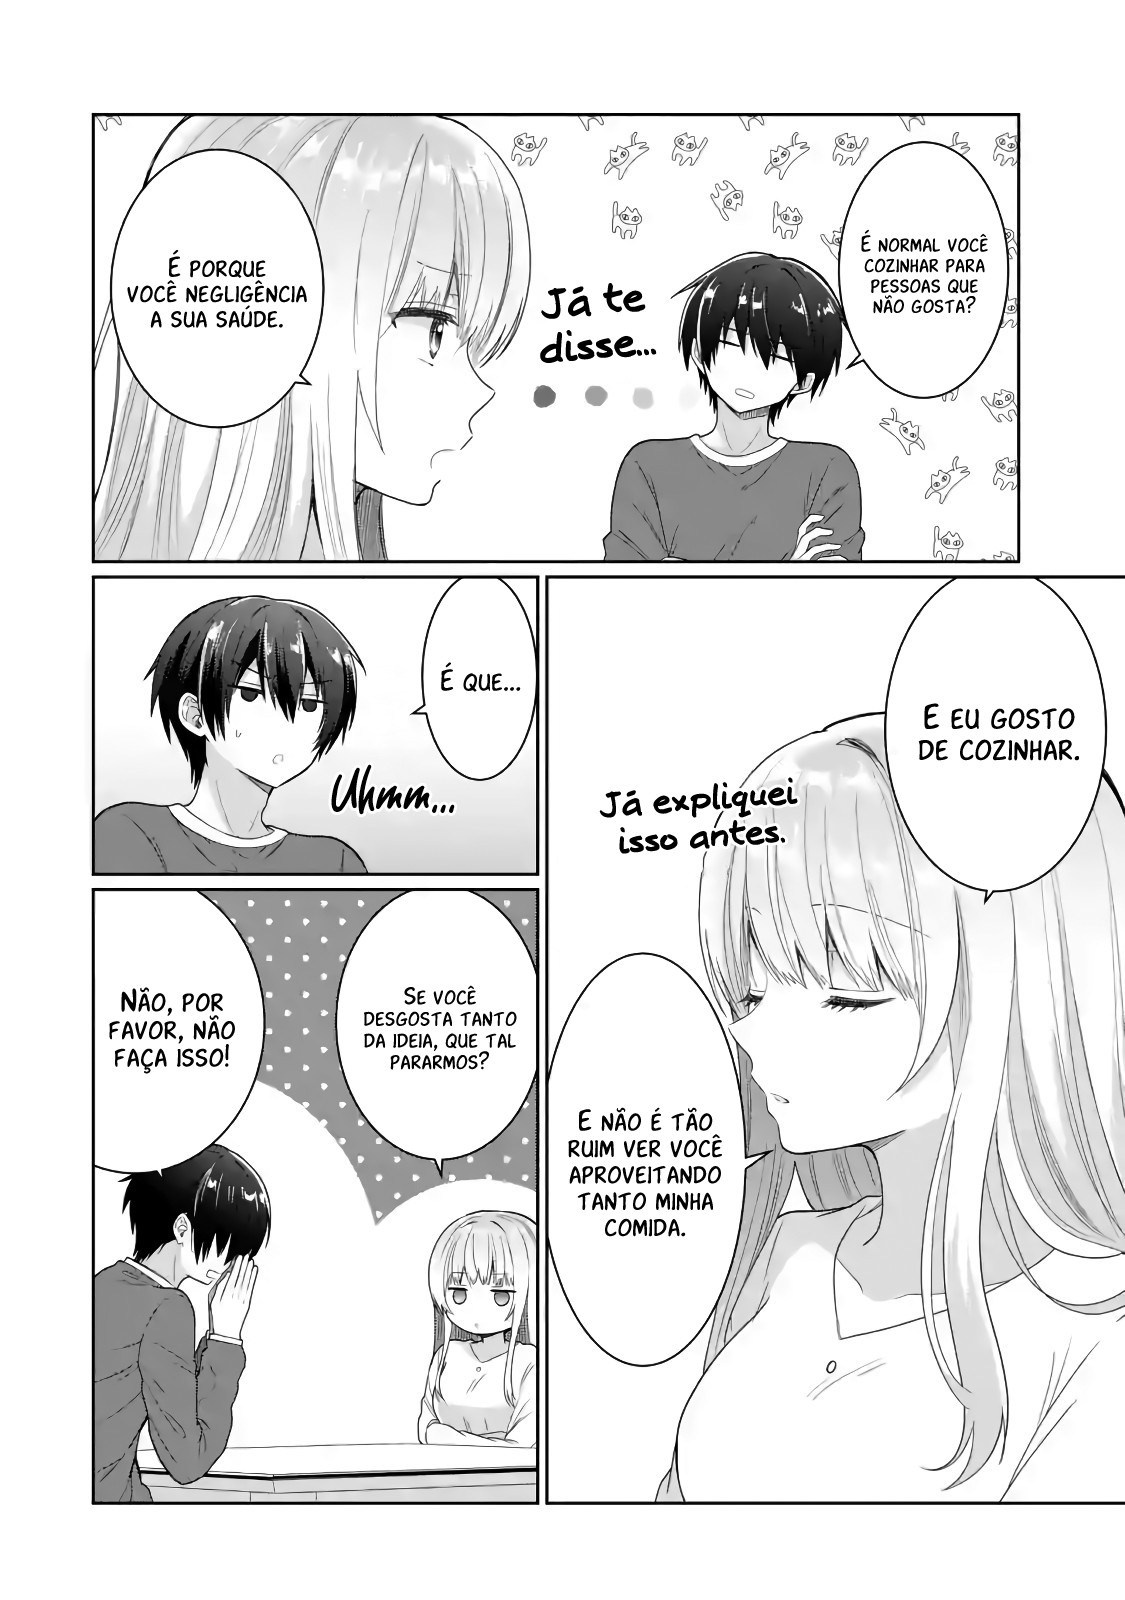 É NORMAL VOCÊ
COZINHAR PARA
PESSOAS QUE
NÃO GOSTA?
Já te
disse...
É PORQUE
VOCÊ NEGLIGÊNCIA
A SUA SAÚDE.
E EU GOSTO
DE COZINHAR.
Já expliquei
isso antes.
E NÃO É TÃO
RUIM VER VOCÊ
APROVEITANDO
TANTO MINHA
COMIDA.
É QUE...
Uhmm...
SE VOCÊ
DESGOSTA TANTO
DA IDEIA, QUE TAL
PARARMOS?
NÃO, POR
FAVOR, NÃO
FAÇA ISSO!